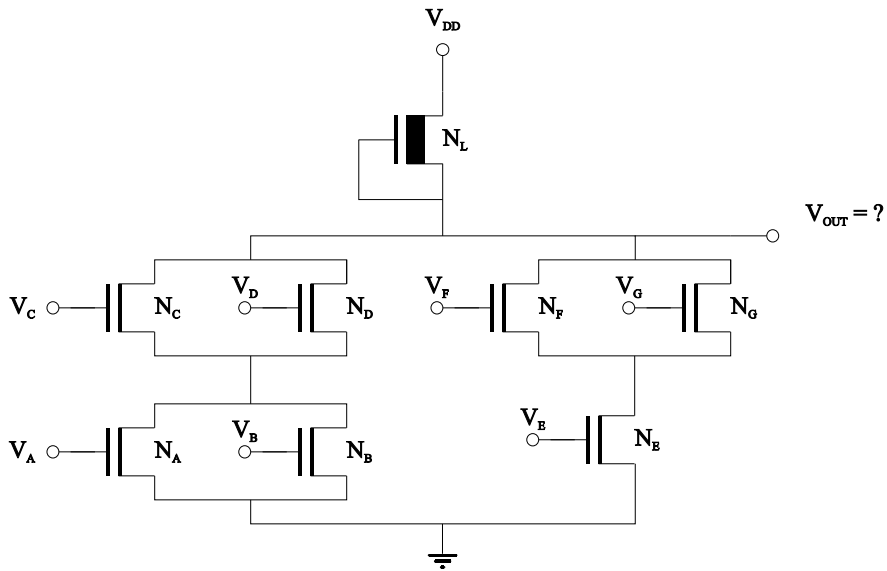 V_DD
N_L
V_OUT = ?
V_C N_C V_D N_D V_F N_F V_G N_G
V_A N_A V_B N_B V_E N_E